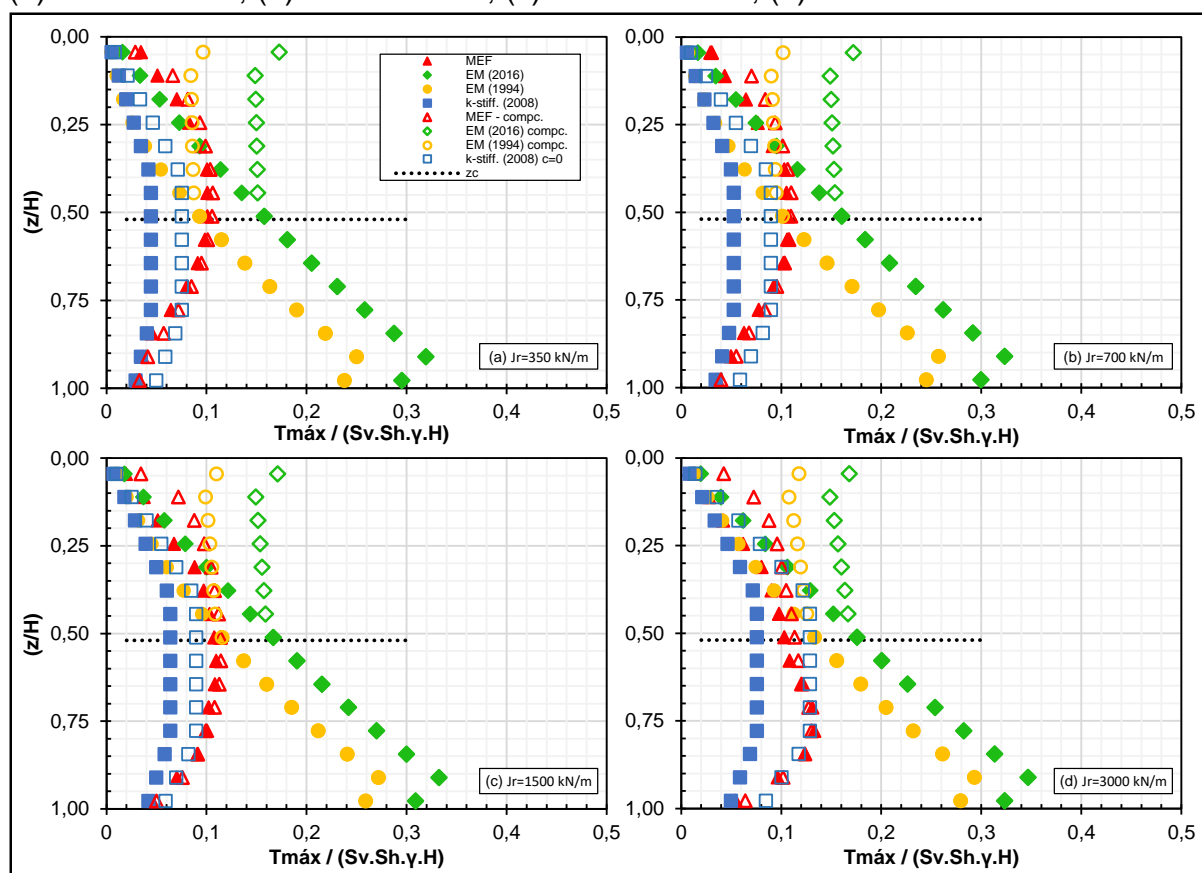 0,00
0,25
0,50
0,75
1,00
(z/H)
MEF
EM (2016)
EM (1994)
k-stiff. (2008)
MEF - compc.
EM (2016) compc.
EM (1994) compc.
k-stiff. (2008) c=0
zc
(a) Jr=350 kN/m
0
0,1
0,2
0,3
0,4
0,5
Tmáx / (Sv.Sh.γ.H)
0,00
0,25
0,50
0,75
1,00
(z/H)
(b) Jr=700 kN/m
0
0,1
0,2
0,3
0,4
0,5
Tmáx / (Sv.Sh.γ.H)
0,00
0,25
0,50
0,75
1,00
(z/H)
(c) Jr=1500 kN/m
0
0,1
0,2
0,3
0,4
0,5
Tmáx / (Sv.Sh.γ.H)
0,00
0,25
0,50
0,75
1,00
(z/H)
(d) Jr=3000 kN/m
0
0,1
0,2
0,3
0,4
0,5
Tmáx / (Sv.Sh.γ.H)